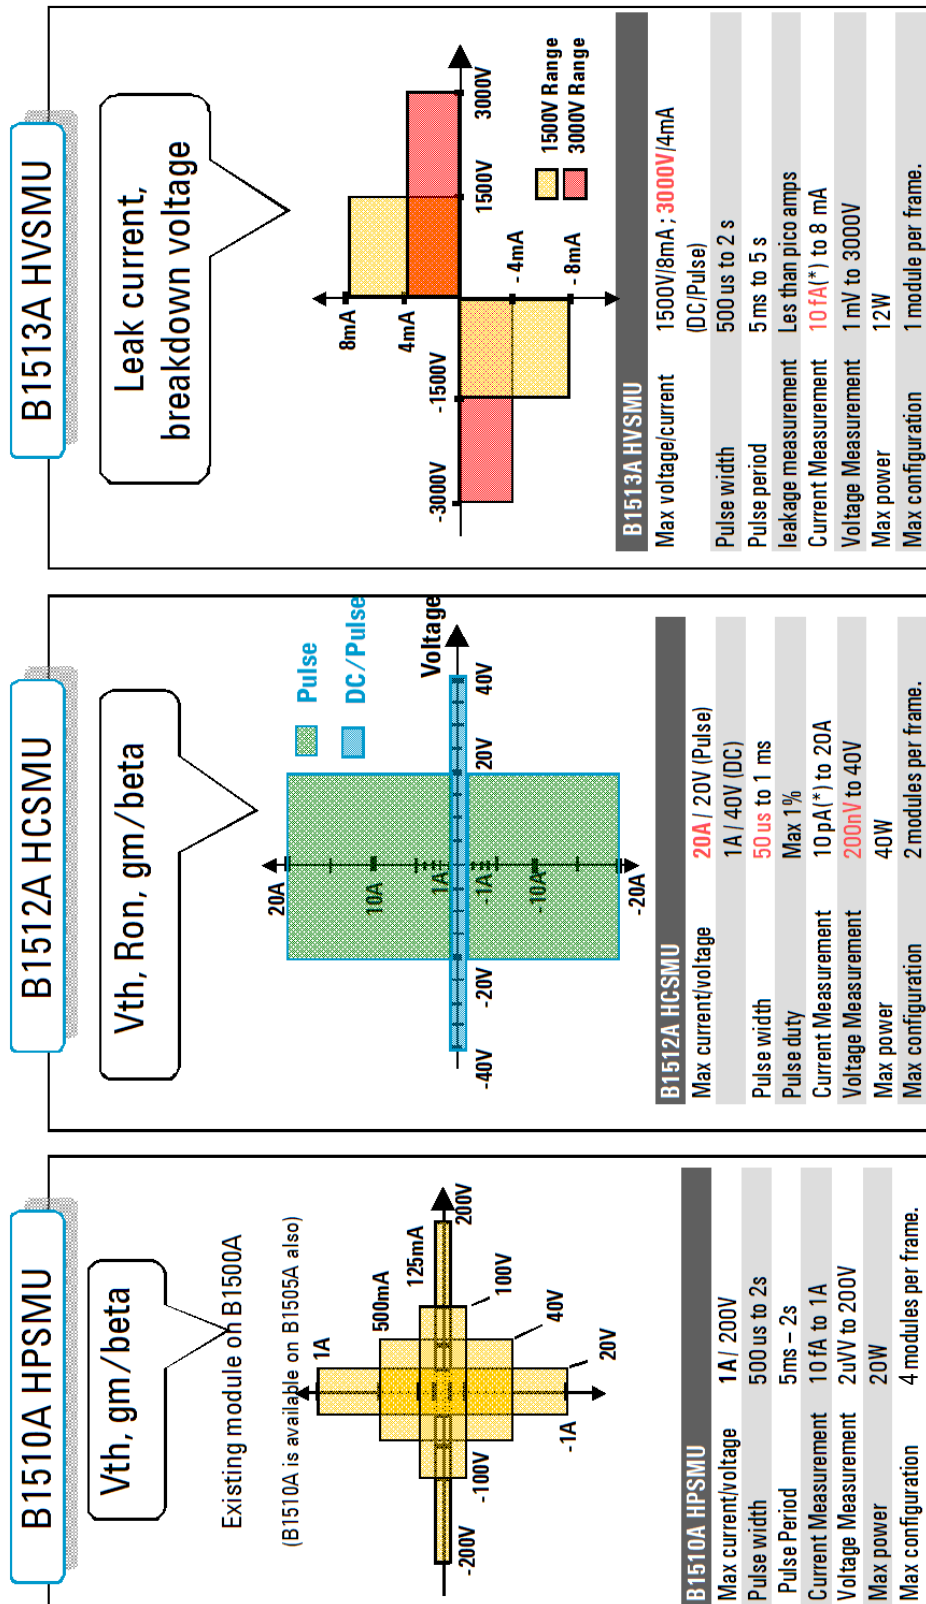 B1510A HPSMU
Vth, gm/beta
Existing module on B1500A
(B1510A is available on B1505A also)
1A
500mA
125mA
200V
100V
40V
20V
-1A
-100V
-200V
B1510A HPSMU
Max current/voltage 1A / 200V
Pulse width 500 us to 2s
Pulse Period 5ms – 2s
Current Measurement 10 fA to 1A
Voltage Measurement 2uVV to 200V
Max power 20W
Max configuration 4 modules per frame.
B1512A HCSMU
Vth, Ron, gm/beta
Pulse
DC/Pulse
Voltage
20A
10A
1A
-1A
-10A
-20A
-40V
-20V
20V
40V
B1512A HCSMU
Max current/voltage 20A / 20V (Pulse)
1A / 40V (DC)
Pulse width 50 us to 1 ms
Pulse duty Max 1%
Current Measurement 10 pA(*) to 20A
Voltage Measurement 200nV to 40V
Max power 40W
Max configuration 2 modules per frame.
B1513A HVSMU
Leak current,
breakdown voltage
8mA
4mA
-3000V
-1500V
1500V
3000V
- 4mA
- 8mA
1500V Range
3000V Range
B1513A HVSMU
Max voltage/current 1500V/8mA ; 3000V/4mA
(DC/Pulse)
Pulse width 500 us to 2 s
Pulse period 5 ms to 5 s
leakage measurement Les than pico amps
Current Measurement 10 fA(*) to 8 mA
Voltage Measurement 1 mV to 3000V
Max power 12W
Max configuration 1 module per frame.